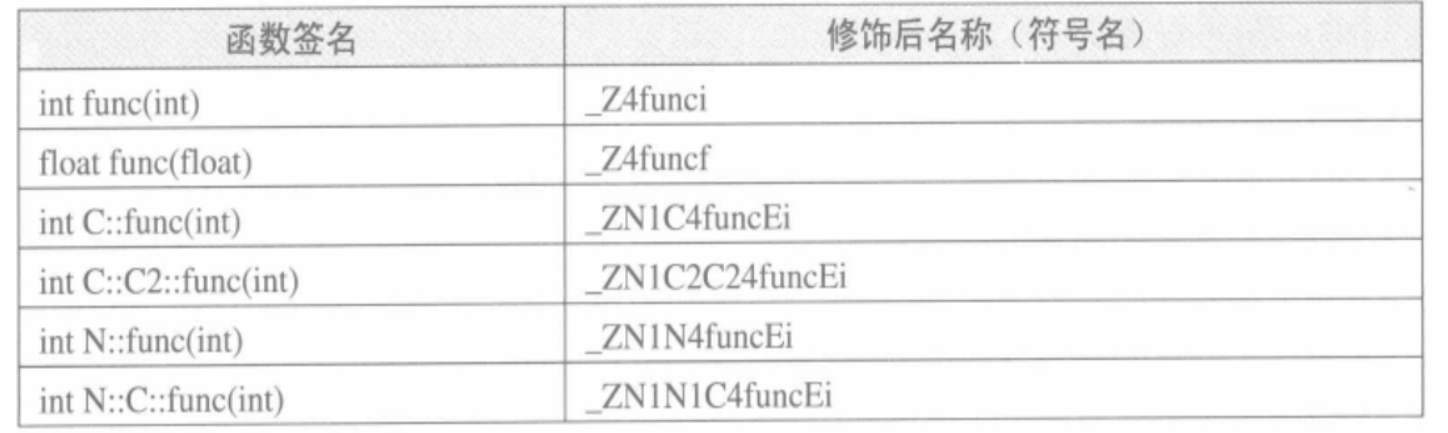 函数签名 修饰后名称（符号名）
int func(int) _Z4funci
float func(float) _Z4funcf
int C::func(int) _ZN1C4funcEi
int C::C2::func(int) _ZN1C2C24funcEi
int N::func(int) _ZN1N4funcEi
int N::C::func(int) _ZN1N1C4funcEi